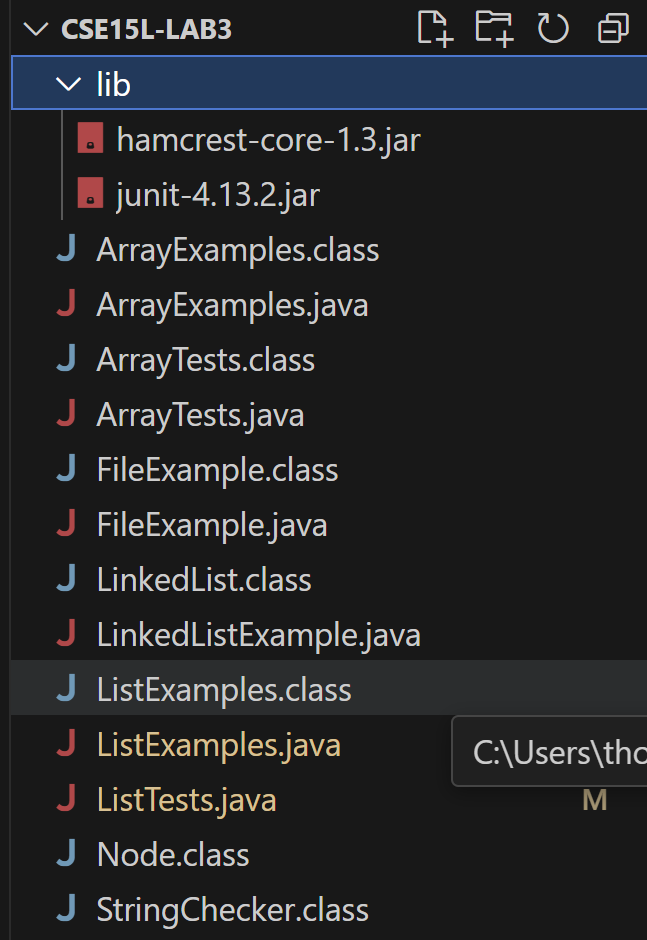 CSE15L-LAB3
lib
hamcrest-core-1.3.jar
junit-4.13.2.jar
J ArrayExamples.class
J ArrayExamples.java
J ArrayTests.class
J ArrayTests.java
J FileExample.class
J FileExample.java
J LinkedList.class
J LinkedListExample.java
J ListExamples.class
J ListExamples.java
C:\Users\tho
J ListTests.java M
J Node.class
J StringChecker.class